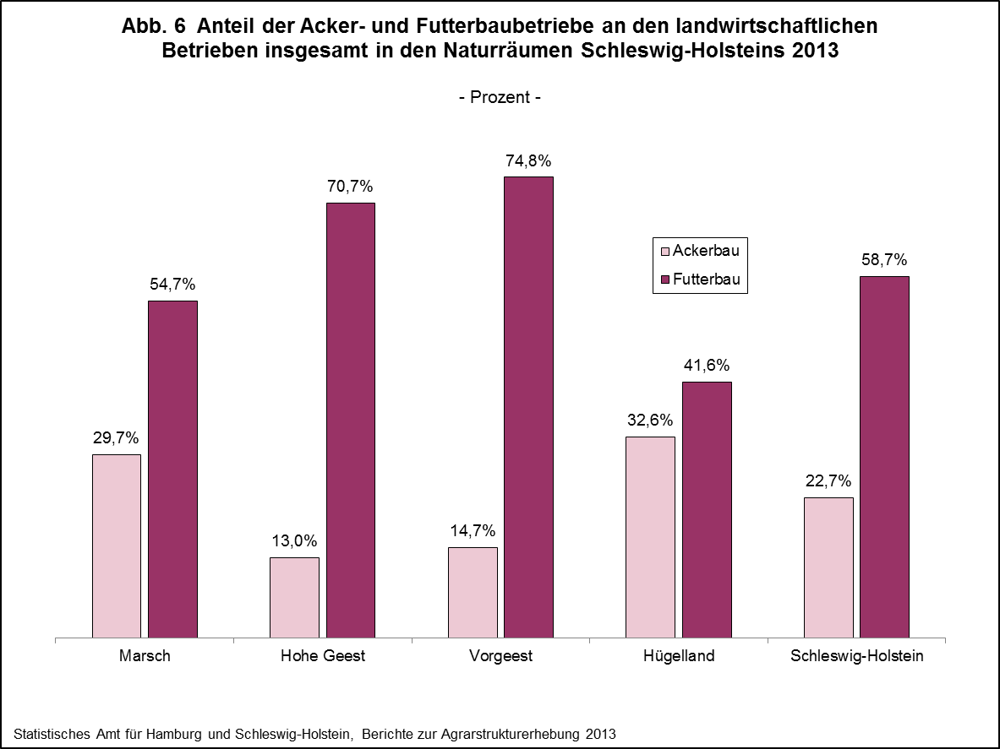 Abb. 6  Anteil der Acker- und Futterbaubetriebe an den landwirtschaftlichen
Betrieben insgesamt in den Naturräumen Schleswig-Holsteins 2013
- Prozent -
74,8%
70,7%
58,7%
54,7%
41,6%
32,6%
29,7%
22,7%
14,7%
13,0%
Ackerbau
Futterbau
Marsch
Hohe Geest
Vorgeest
Hügelland
Schleswig-Holstein
Statistisches Amt für Hamburg und Schleswig-Holstein,  Berichte zur Agrarstrukturerhebung 2013